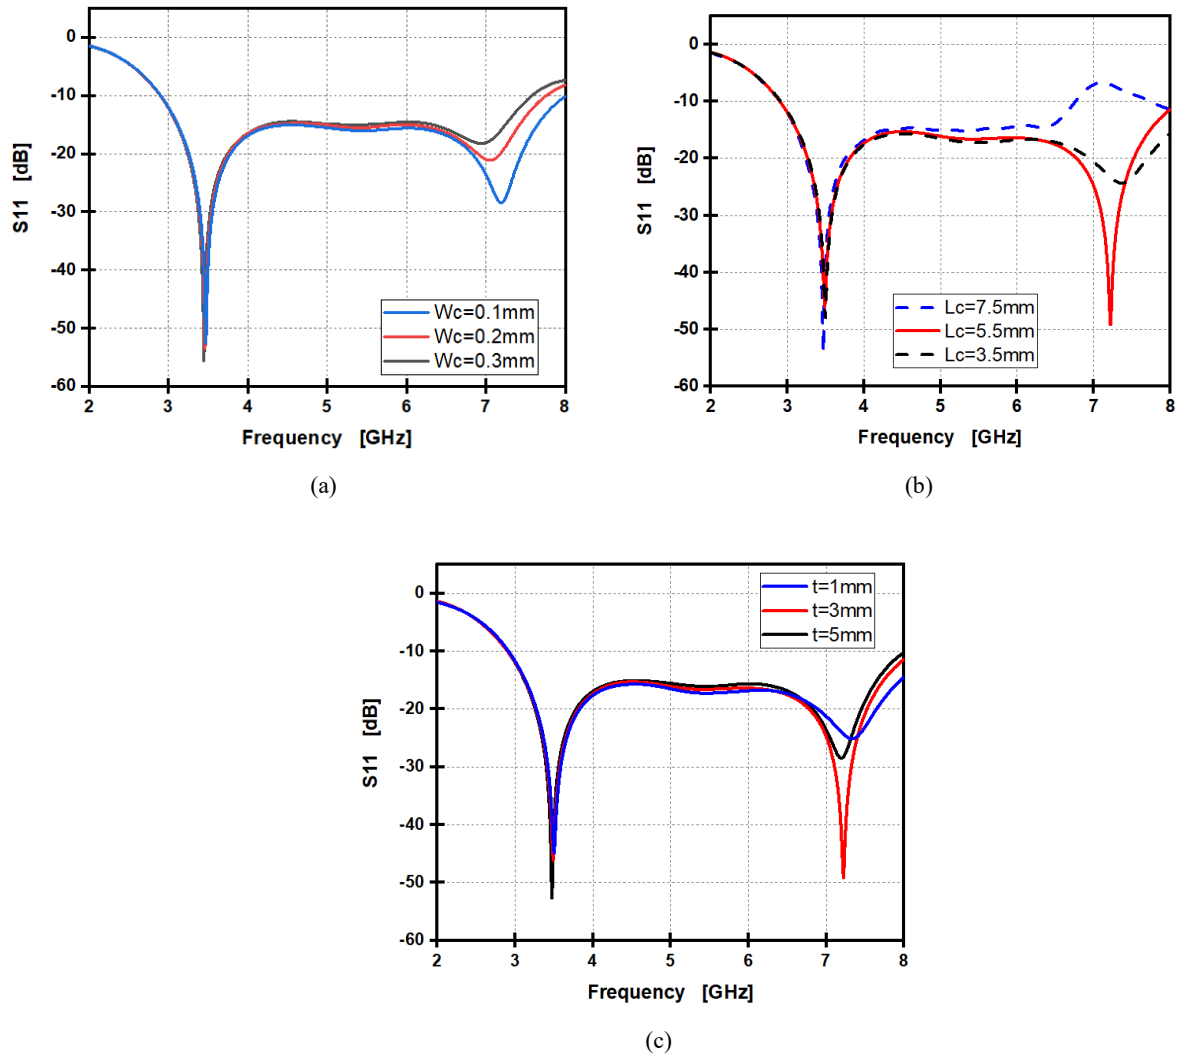 0
-10
-20
-30
-40
-50
-60
S11 [dB]
Wc=0.1mm
Wc=0.2mm
Wc=0.3mm
2 3 4 5 6 7 8
Frequency [GHz]
(a)
0
-10
-20
-30
-40
-50
-60
S11 [dB]
Lc=7.5mm
Lc=5.5mm
Lc=3.5mm
2 3 4 5 6 7 8
Frequency [GHz]
(b)
0
-10
-20
-30
-40
-50
-60
S11 [dB]
t=1mm
t=3mm
t=5mm
2 3 4 5 6 7 8
Frequency [GHz]
(c)